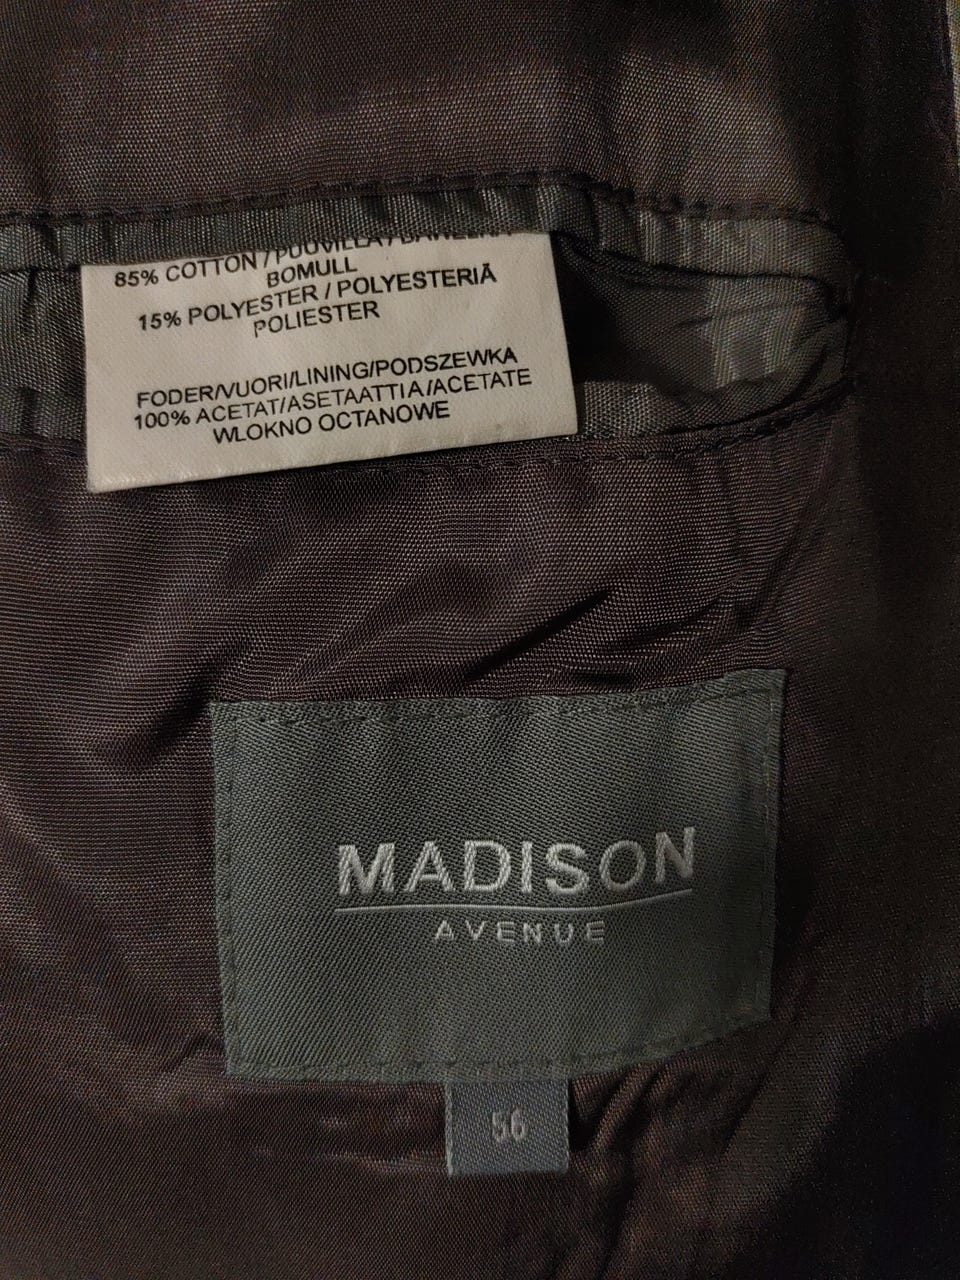 85% COTTON / PUUVILLA / BAWEŁNA
BOMULL
15% POLYESTER / POLYESTERIÄ
POLIESTER
FODER/VUORI/LINING/PODSZEWKA
100% ACETAT/ASETAATTIA/ACETATE
WLOKNO OCTANOWE
MADISON
AVENUE
56